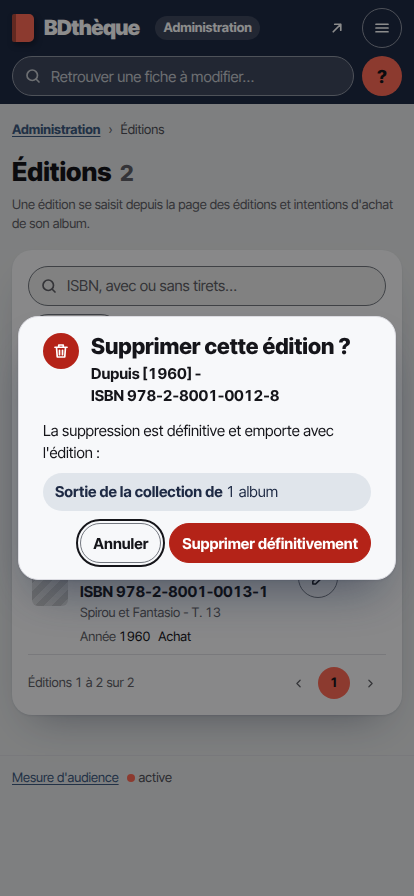 BDthèque
Administration
Retrouver une fiche à modifier...
?
Administration › Éditions
Éditions 2
Une édition se saisit depuis la page des éditions et intentions d'achat
de son album.
ISBN, avec ou sans tirets...
Supprimer cette édition ?
Dupuis [1960] -
ISBN 978-2-8001-0012-8
La suppression est définitive et emporte avec
l'édition :
Sortie de la collection de 1 album
Annuler
Supprimer définitivement
ISBN 978-2-8001-0013-1
Spirou et Fantasio - T. 13
Année 1960 Achat
Éditions 1 à 2 sur 2
‹ 1 ›
Mesure d'audience active